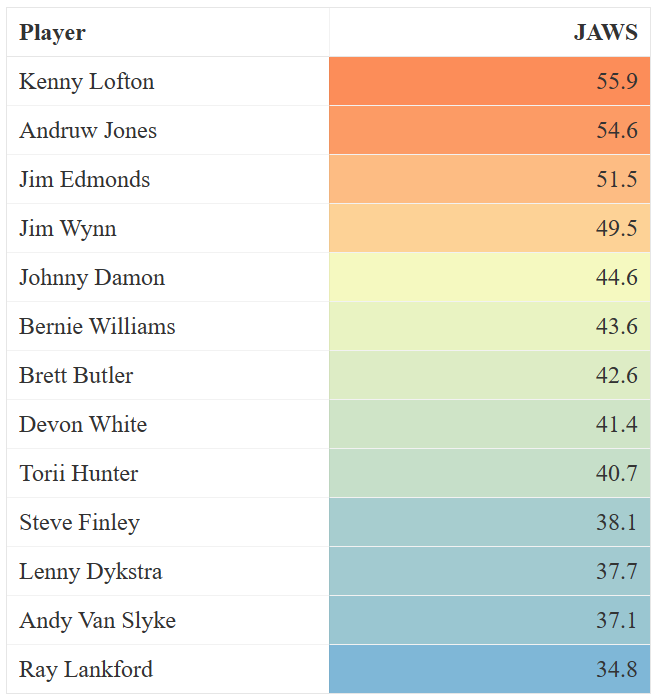 Player JAWS
Kenny Lofton 55.9
Andruw Jones 54.6
Jim Edmonds 51.5
Jim Wynn 49.5
Johnny Damon 44.6
Bernie Williams 43.6
Brett Butler 42.6
Devon White 41.4
Torii Hunter 40.7
Steve Finley 38.1
Lenny Dykstra 37.7
Andy Van Slyke 37.1
Ray Lankford 34.8